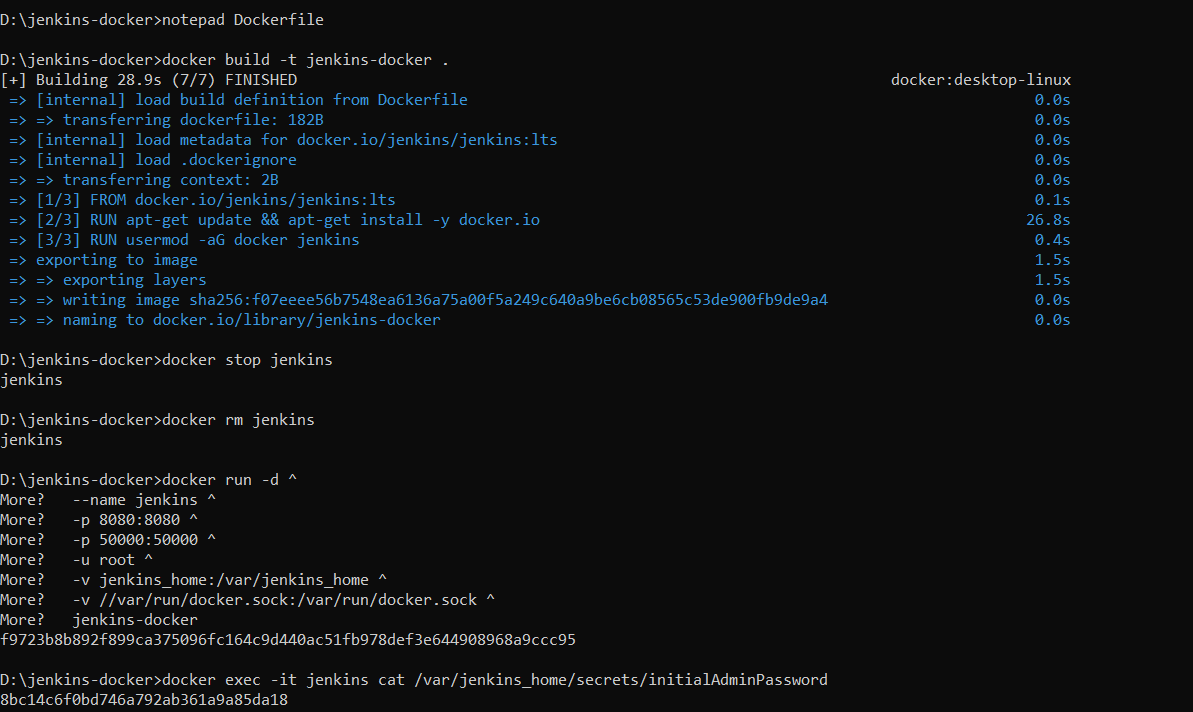 D:\jenkins-docker>notepad Dockerfile
D:\jenkins-docker>docker build -t jenkins-docker .
[+] Building 28.9s (7/7) FINISHED docker:desktop-linux
=> [internal] load build definition from Dockerfile 0.0s
=> => transferring dockerfile: 182B 0.0s
=> [internal] load metadata for docker.io/jenkins/jenkins:lts 0.0s
=> [internal] load .dockerignore 0.0s
=> => transferring context: 2B 0.0s
=> [1/3] FROM docker.io/jenkins/jenkins:lts 0.1s
=> [2/3] RUN apt-get update && apt-get install -y docker.io 26.8s
=> [3/3] RUN usermod -aG docker jenkins 0.4s
=> exporting to image 1.5s
=> => exporting layers 1.5s
=> => writing image sha256:f07eeee56b7548ea6136a75a00f5a249c640a9be6cb08565c53de900fb9de9a4 0.0s
=> => naming to docker.io/library/jenkins-docker 0.0s
D:\jenkins-docker>docker stop jenkins
jenkins
D:\jenkins-docker>docker rm jenkins
jenkins
D:\jenkins-docker>docker run -d ^
More?   --name jenkins ^
More?   -p 8080:8080 ^
More?   -p 50000:50000 ^
More?   -u root ^
More?   -v jenkins_home:/var/jenkins_home ^
More?   -v //var/run/docker.sock:/var/run/docker.sock ^
More?   jenkins-docker
f9723b8b892f899ca375096fc164c9d440ac51fb978def3e644908968a9ccc95
D:\jenkins-docker>docker exec -it jenkins cat /var/jenkins_home/secrets/initialAdminPassword
8bc14c6f0bd746a792ab361a9a85da18